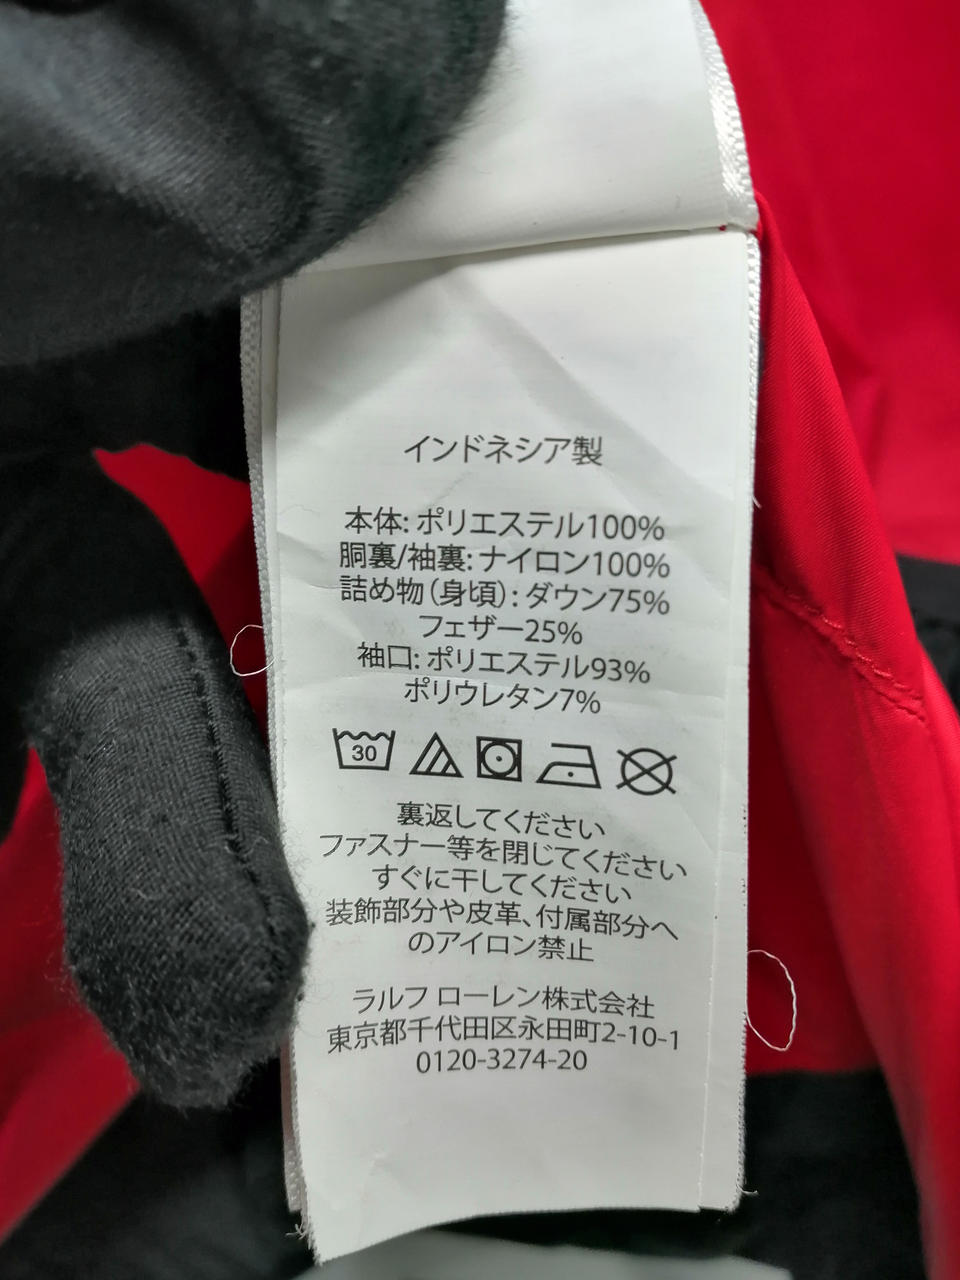 インドネシア製
本体: ポリエステル100%
胴裏/袖裏: ナイロン100%
詰め物(身頃): ダウン75%
フェザー25%
袖口: ポリエステル93%
ポリウレタン7%
30
裏返してください
ファスナー等を閉じてください
すぐに干してください
装飾部分や皮革、付属部分へ
のアイロン禁止
ラルフ ローレン株式会社
東京都千代田区永田町2-10-1
0120-3274-20